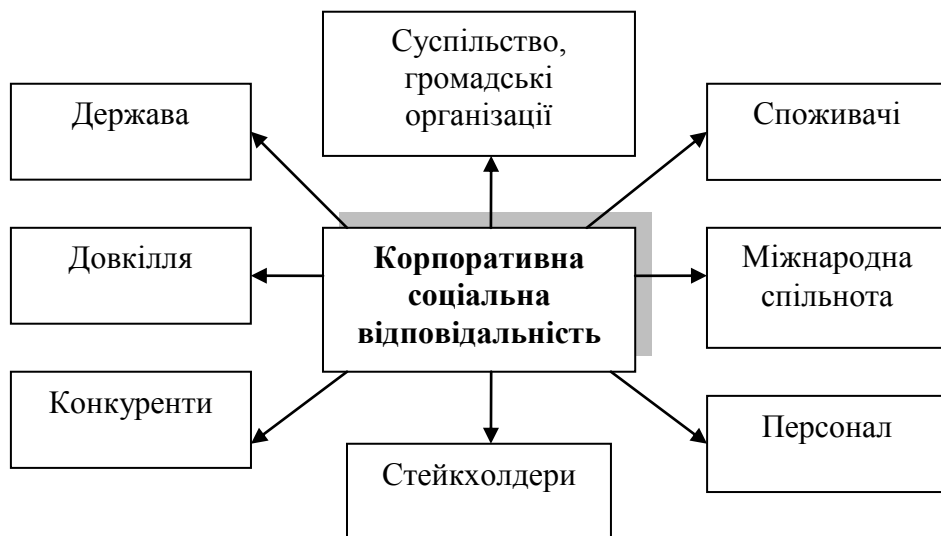 Суспільство,
громадські
організації
Держава
Споживачі
Довкілля
Корпоративна
соціальна
відповідальність
Міжнародна
спільнота
Конкуренти
Персонал
Стейкхолдери